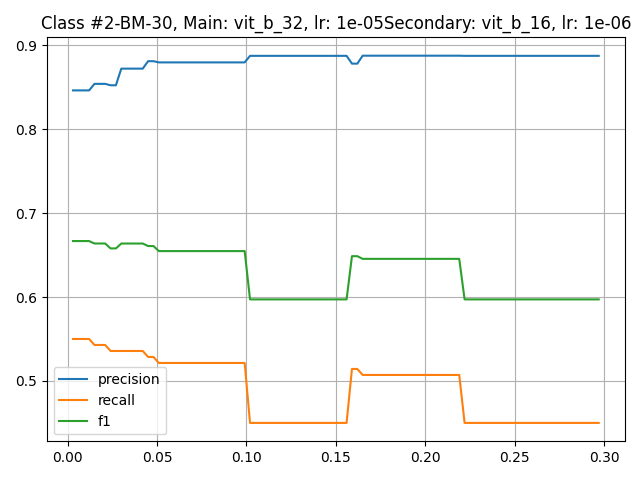 Class #2-BM-30, Main: vit_b_32, lr: 1e-05Secondary: vit_b_16, lr: 1e-06
0.9
0.8
0.7
0.6
0.5
precision
recall
f1
0.00 0.05 0.10 0.15 0.20 0.25 0.30